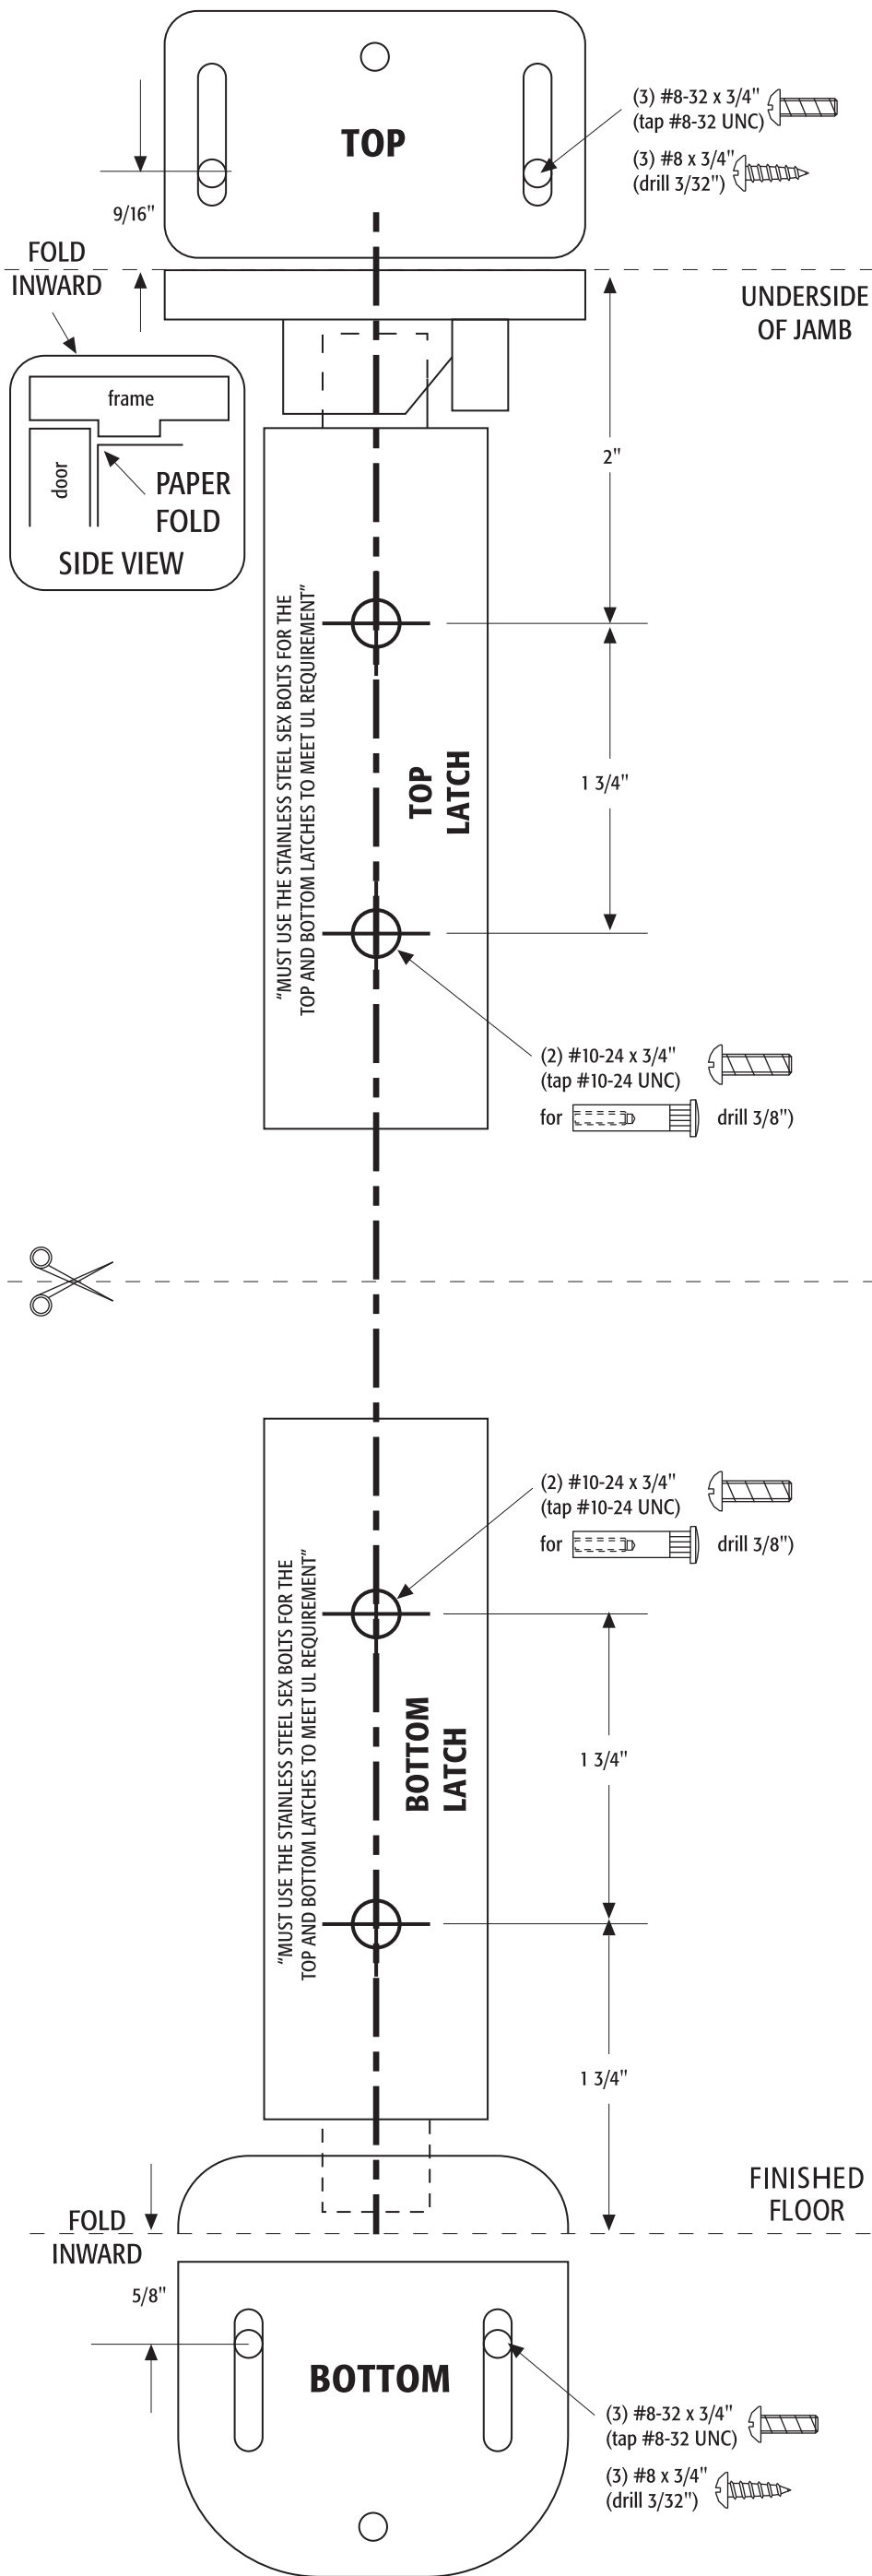 (3) #8-32 x 3/4"
(tap #8-32 UNC)
(3) #8 x 3/4"
(drill 3/32")
TOP
9/16"
FOLD
INWARD
UNDERSIDE
OF JAMB
frame
door
PAPER
FOLD
SIDE VIEW
2"
"MUST USE THE STAINLESS STEEL SEX BOLTS FOR THE
TOP AND BOTTOM LATCHES TO MEET UL REQUIREMENT"
TOP
LATCH
1 3/4"
(2) #10-24 x 3/4"
(tap #10-24 UNC)
for drill 3/8")
(2) #10-24 x 3/4"
(tap #10-24 UNC)
for drill 3/8")
"MUST USE THE STAINLESS STEEL SEX BOLTS FOR THE
TOP AND BOTTOM LATCHES TO MEET UL REQUIREMENT"
BOTTOM
LATCH
1 3/4"
1 3/4"
FINISHED
FLOOR
FOLD
INWARD
5/8"
BOTTOM
(3) #8-32 x 3/4"
(tap #8-32 UNC)
(3) #8 x 3/4"
(drill 3/32")